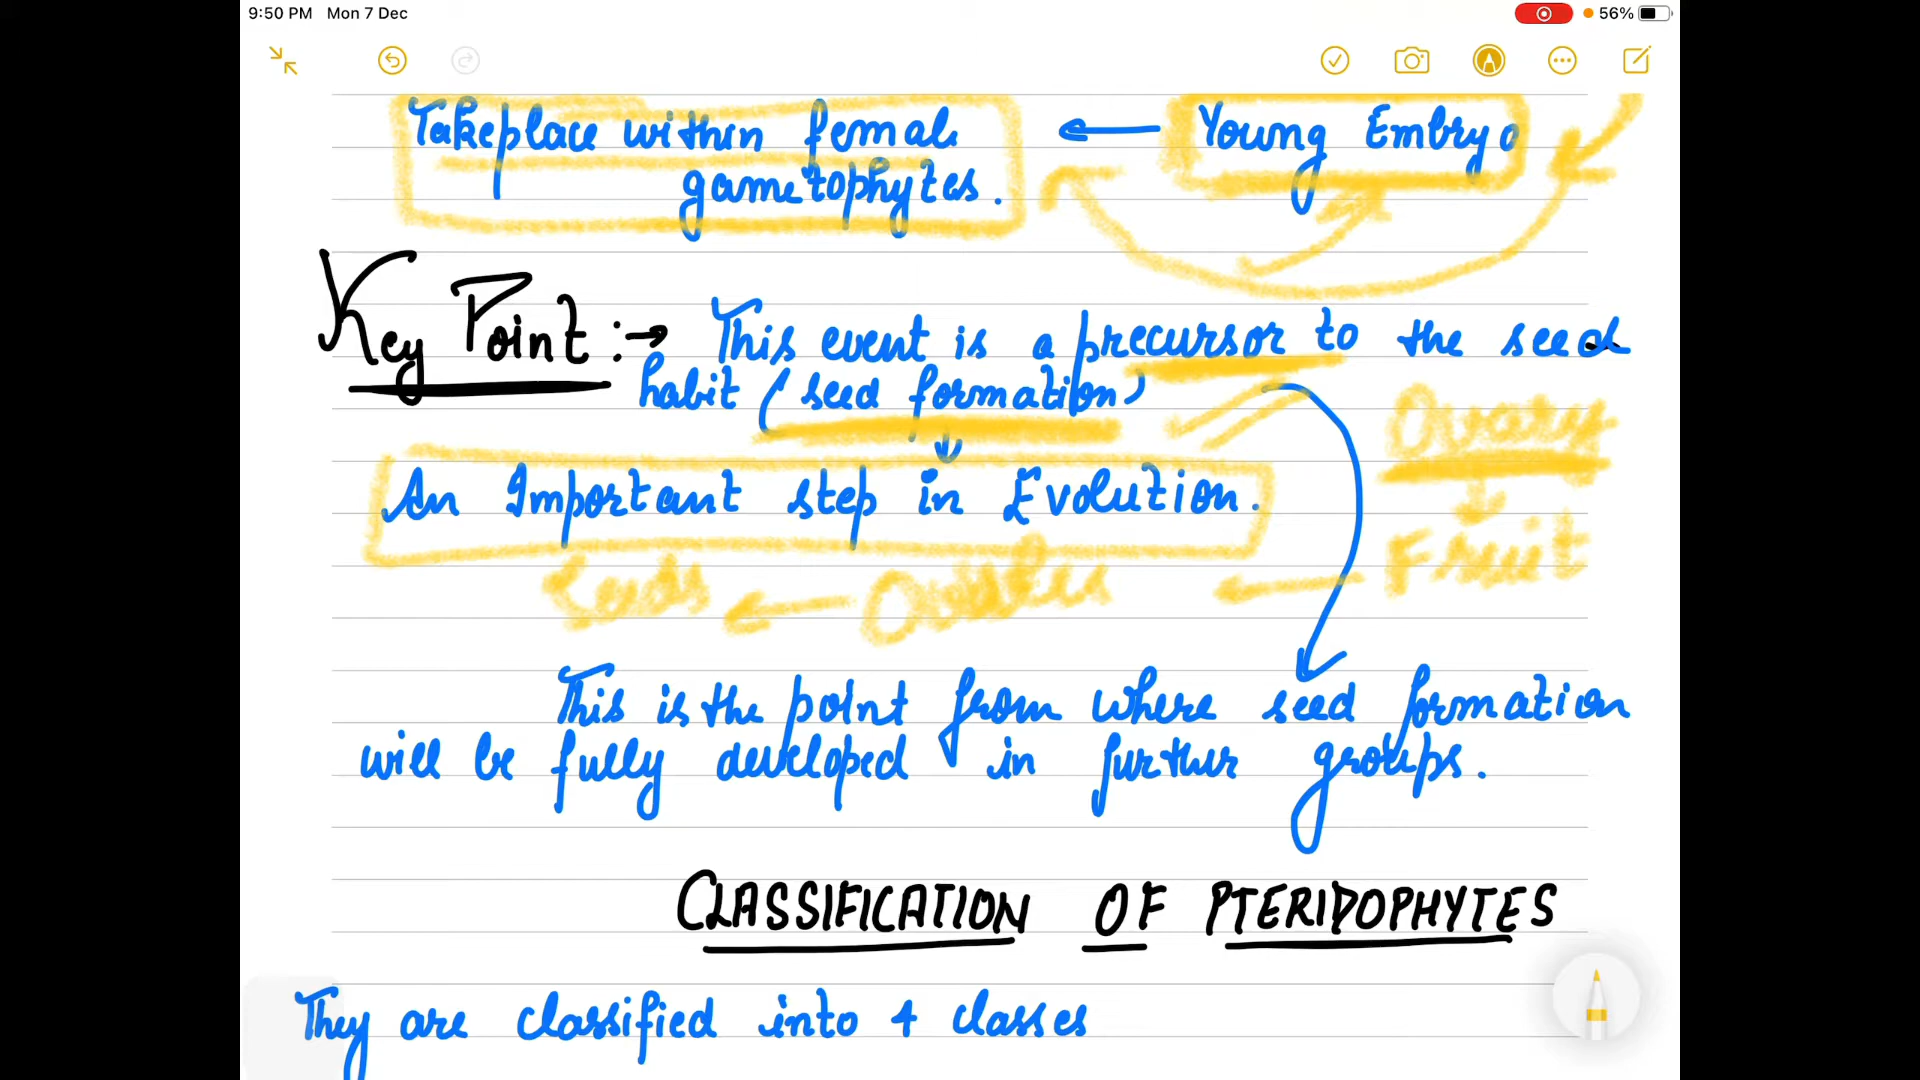 9:50 PM Mon 7 Dec 56%
Takeplace within female ← Young Embryo
gametophytes.
Key Point :→ This event is a precursor to the seed
habit (seed formation)
Ovary
An Important step in Evolution.
Fruit
Seeds ← Ovules
This is the point from where seed formation
will be fully developed in further groups.
CLASSIFICATION OF PTERIDOPHYTES
They are classified into 4 classes